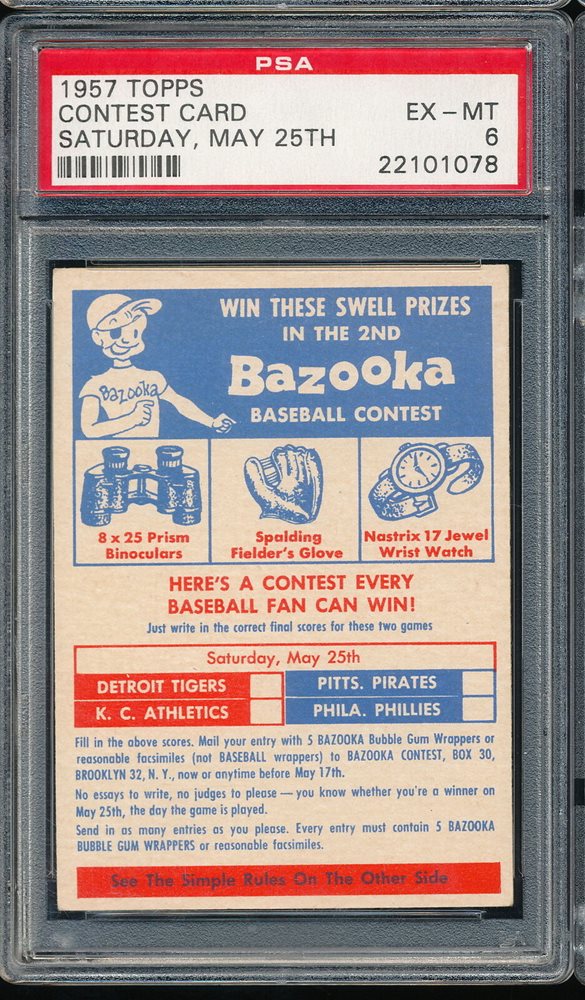 PSA
1957 TOPPS
CONTEST CARD EX-MT
SATURDAY, MAY 25TH 6
22101078
WIN THESE SWELL PRIZES
IN THE 2ND
Bazooka
BASEBALL CONTEST
Bazooka
8 x 25 Prism
Binoculars
Spalding
Fielder's Glove
Nastrix 17 Jewel
Wrist Watch
HERE'S A CONTEST EVERY
BASEBALL FAN CAN WIN!
Just write in the correct final scores for these two games
Saturday, May 25th
DETROIT TIGERS PITTS. PIRATES
K. C. ATHLETICS PHILA. PHILLIES
Fill in the above scores. Mail your entry with 5 BAZOOKA Bubble Gum Wrappers or
reasonable facsimiles (not BASEBALL wrappers) to BAZOOKA CONTEST, BOX 30,
BROOKLYN 32, N. Y., now or anytime before May 17th.
No essays to write, no judges to please — you know whether you're a winner on
May 25th, the day the game is played.
Send in as many entries as you please. Every entry must contain 5 BAZOOKA
BUBBLE GUM WRAPPERS or reasonable facsimiles.
See The Simple Rules On The Other Side